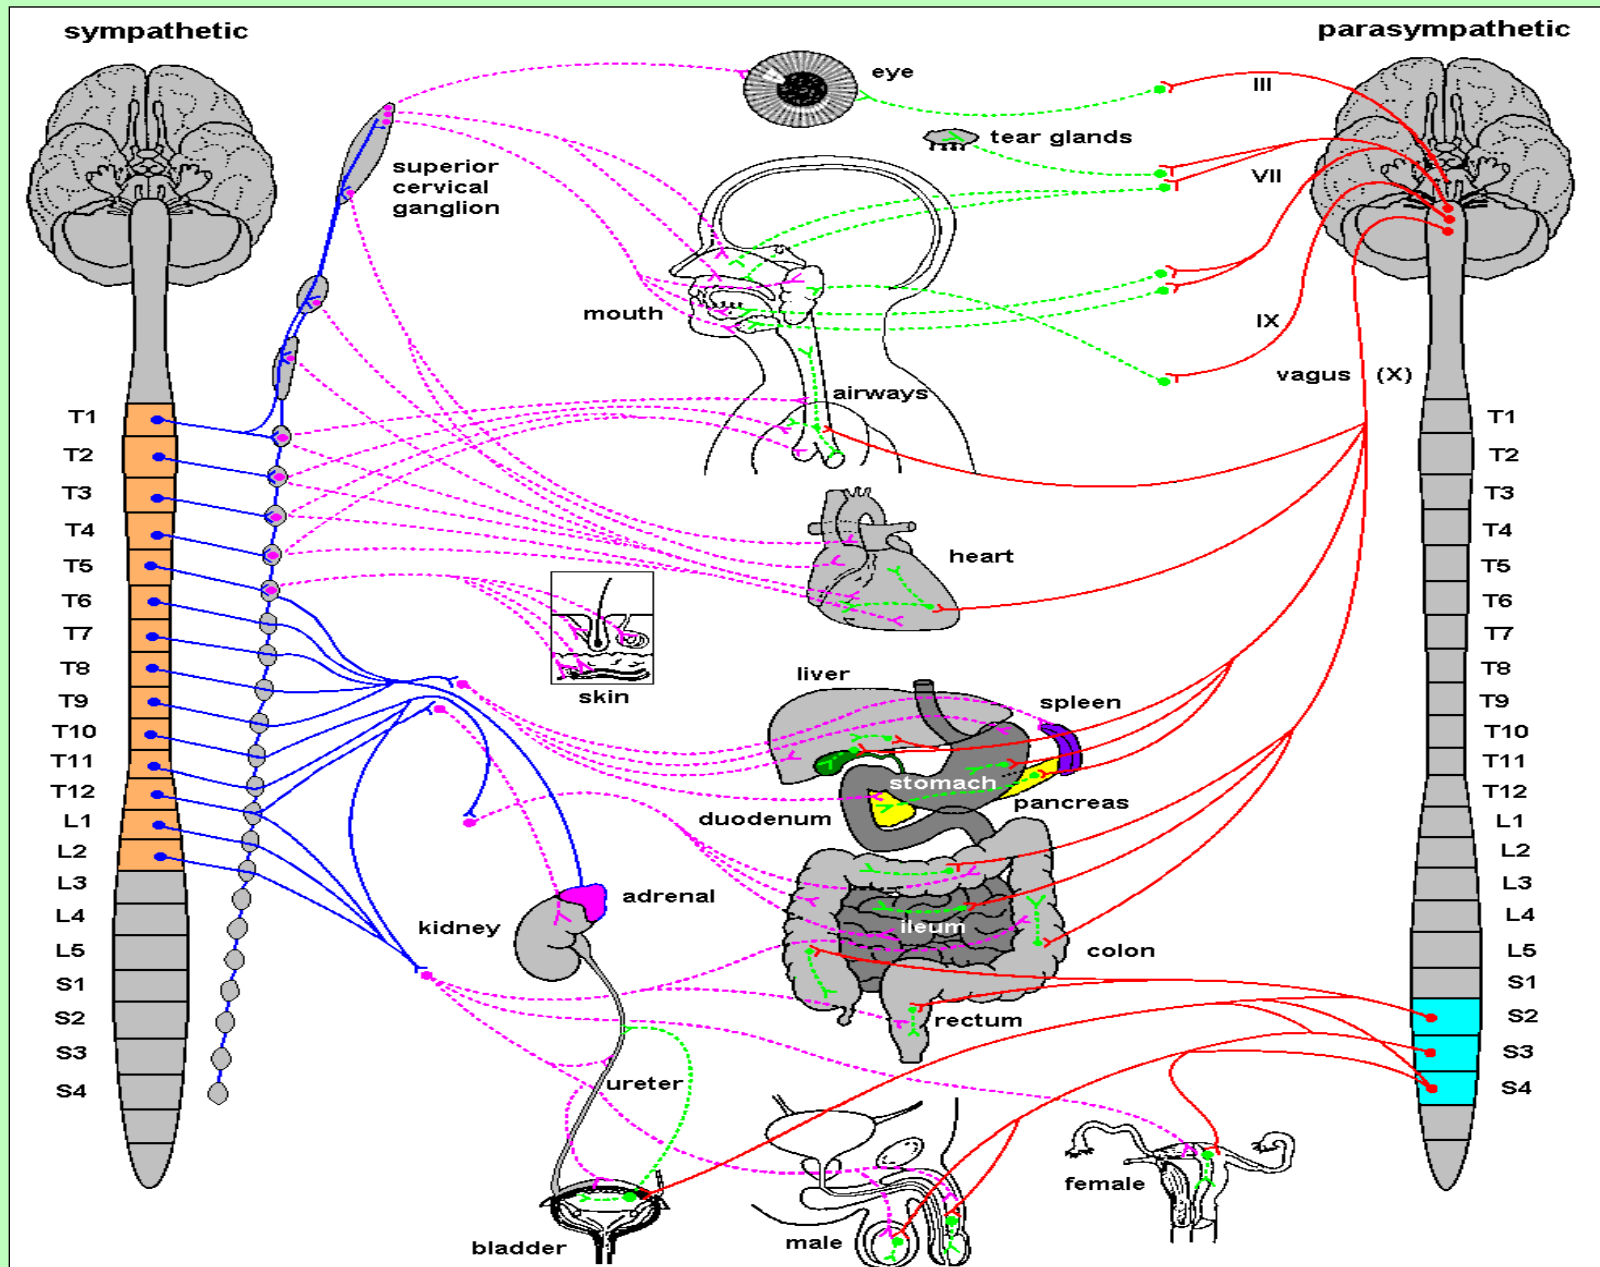 sympathetic
parasympathetic
eye
III
tear glands
superior
cervical
ganglion
VII
mouth
IX
vagus (X)
airways
T1
T2
T3
T4
T5
T6
T7
T8
T9
T10
T11
T12
L1
L2
L3
L4
L5
S1
S2
S3
S4
heart
skin
liver
spleen
stomach
pancreas
duodenum
adrenal
kidney
ileum
colon
rectum
ureter
bladder
male
female
T1
T2
T3
T4
T5
T6
T7
T8
T9
T10
T11
T12
L1
L2
L3
L4
L5
S1
S2
S3
S4